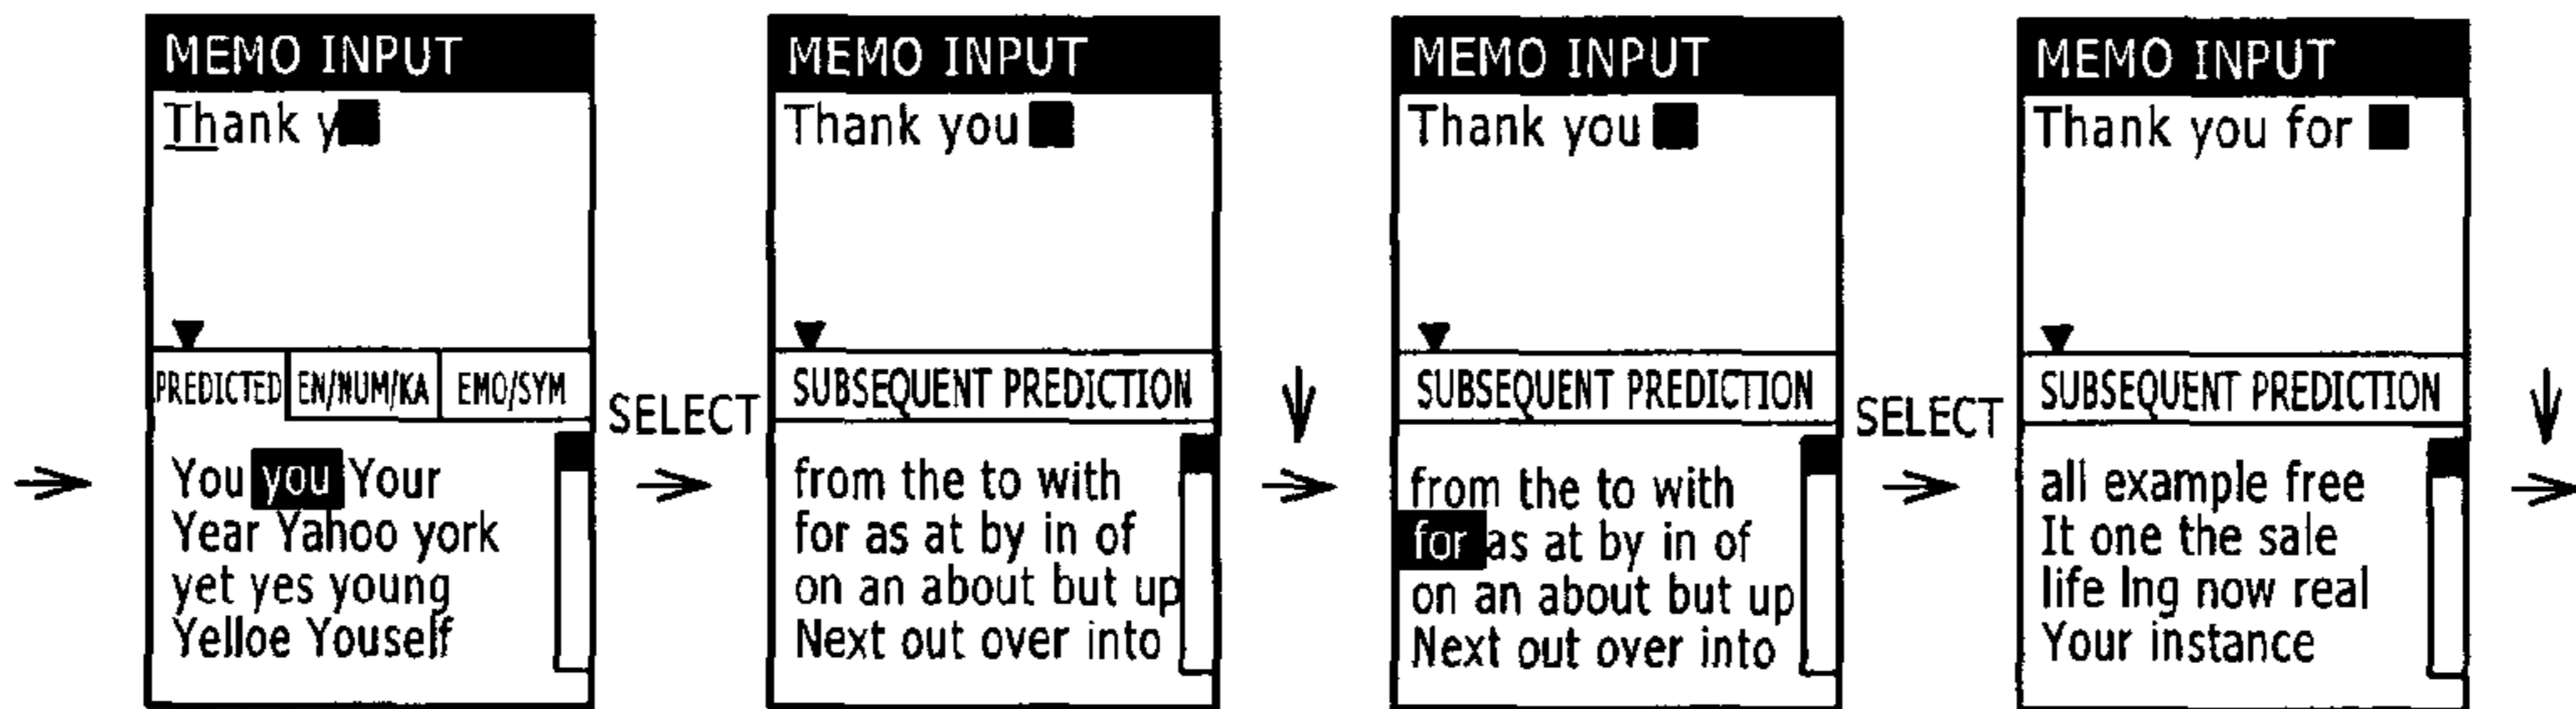 MEMO INPUT
Thank y
PREDICTED EN/NUM/KA EMO/SYM
You you Your
Year Yahoo york
yet yes young
Yelloe Youself
SELECT
MEMO INPUT
Thank you
SUBSEQUENT PREDICTION
from the to with
for as at by in of
on an about but up
Next out over into
MEMO INPUT
Thank you
SUBSEQUENT PREDICTION
from the to with
for as at by in of
on an about but up
Next out over into
SELECT
MEMO INPUT
Thank you for
SUBSEQUENT PREDICTION
all example free
It one the sale
life lng now real
Your instance